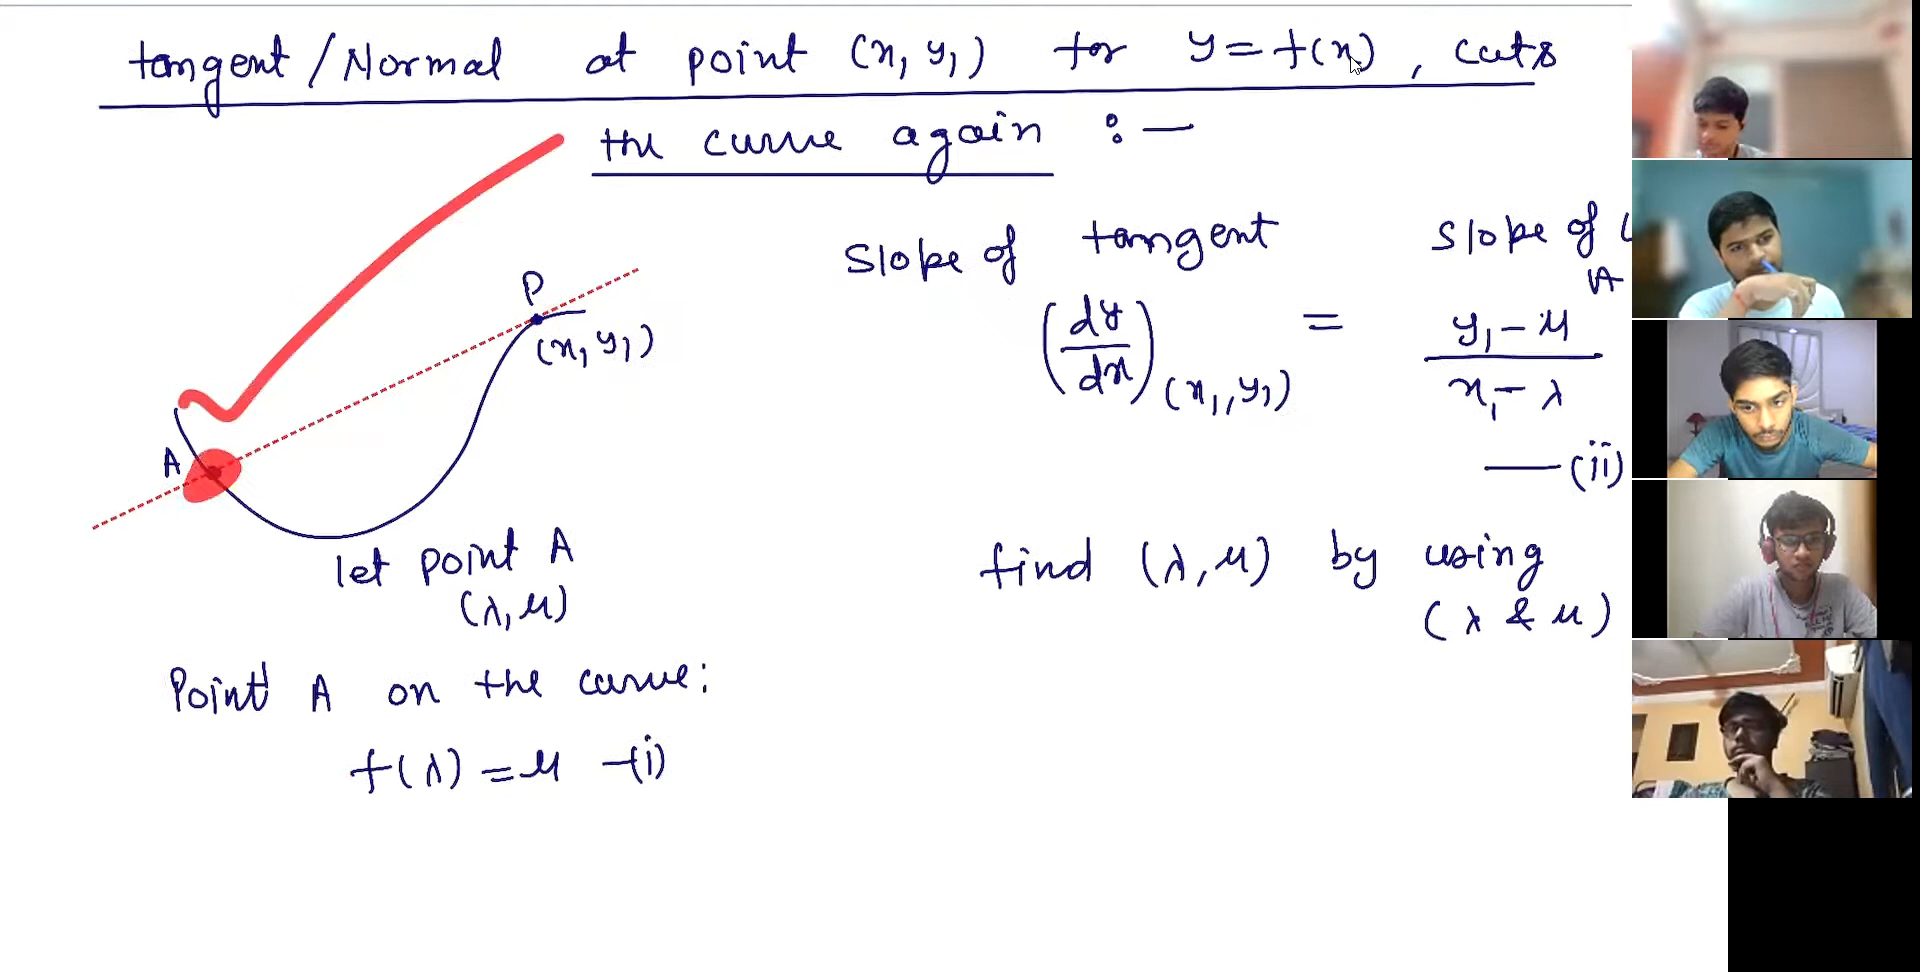 tangent / Normal at point (x, y₁) for y = f(x), cuts
the curve again :—
P
(x, y₁)
A
let point A
(λ, μ)
Point A on the curve:
f(λ) = μ —(i)
Slope of tangent
slope of
(dy/dx)(x₁, y₁) = (y₁ - μ)/(x₁ - λ)
—(ii)
find (λ, μ) by using
(λ & μ)